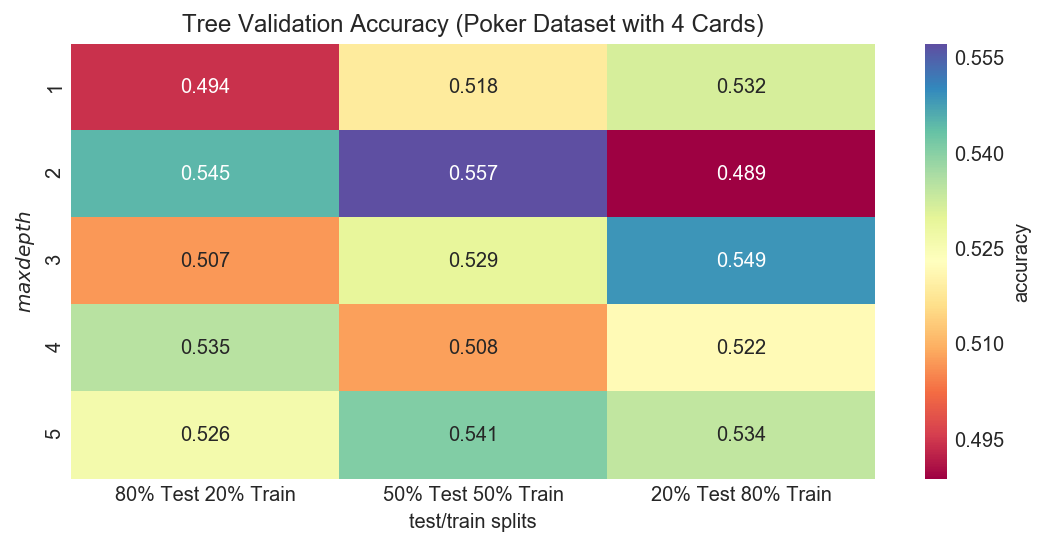 Tree Validation Accuracy (Poker Dataset with 4 Cards)
maxdepth
1 0.494 0.518 0.532
2 0.545 0.557 0.489
3 0.507 0.529 0.549
4 0.535 0.508 0.522
5 0.526 0.541 0.534
80% Test 20% Train 50% Test 50% Train 20% Test 80% Train
test/train splits
0.555
0.540
0.525
0.510
0.495
accuracy